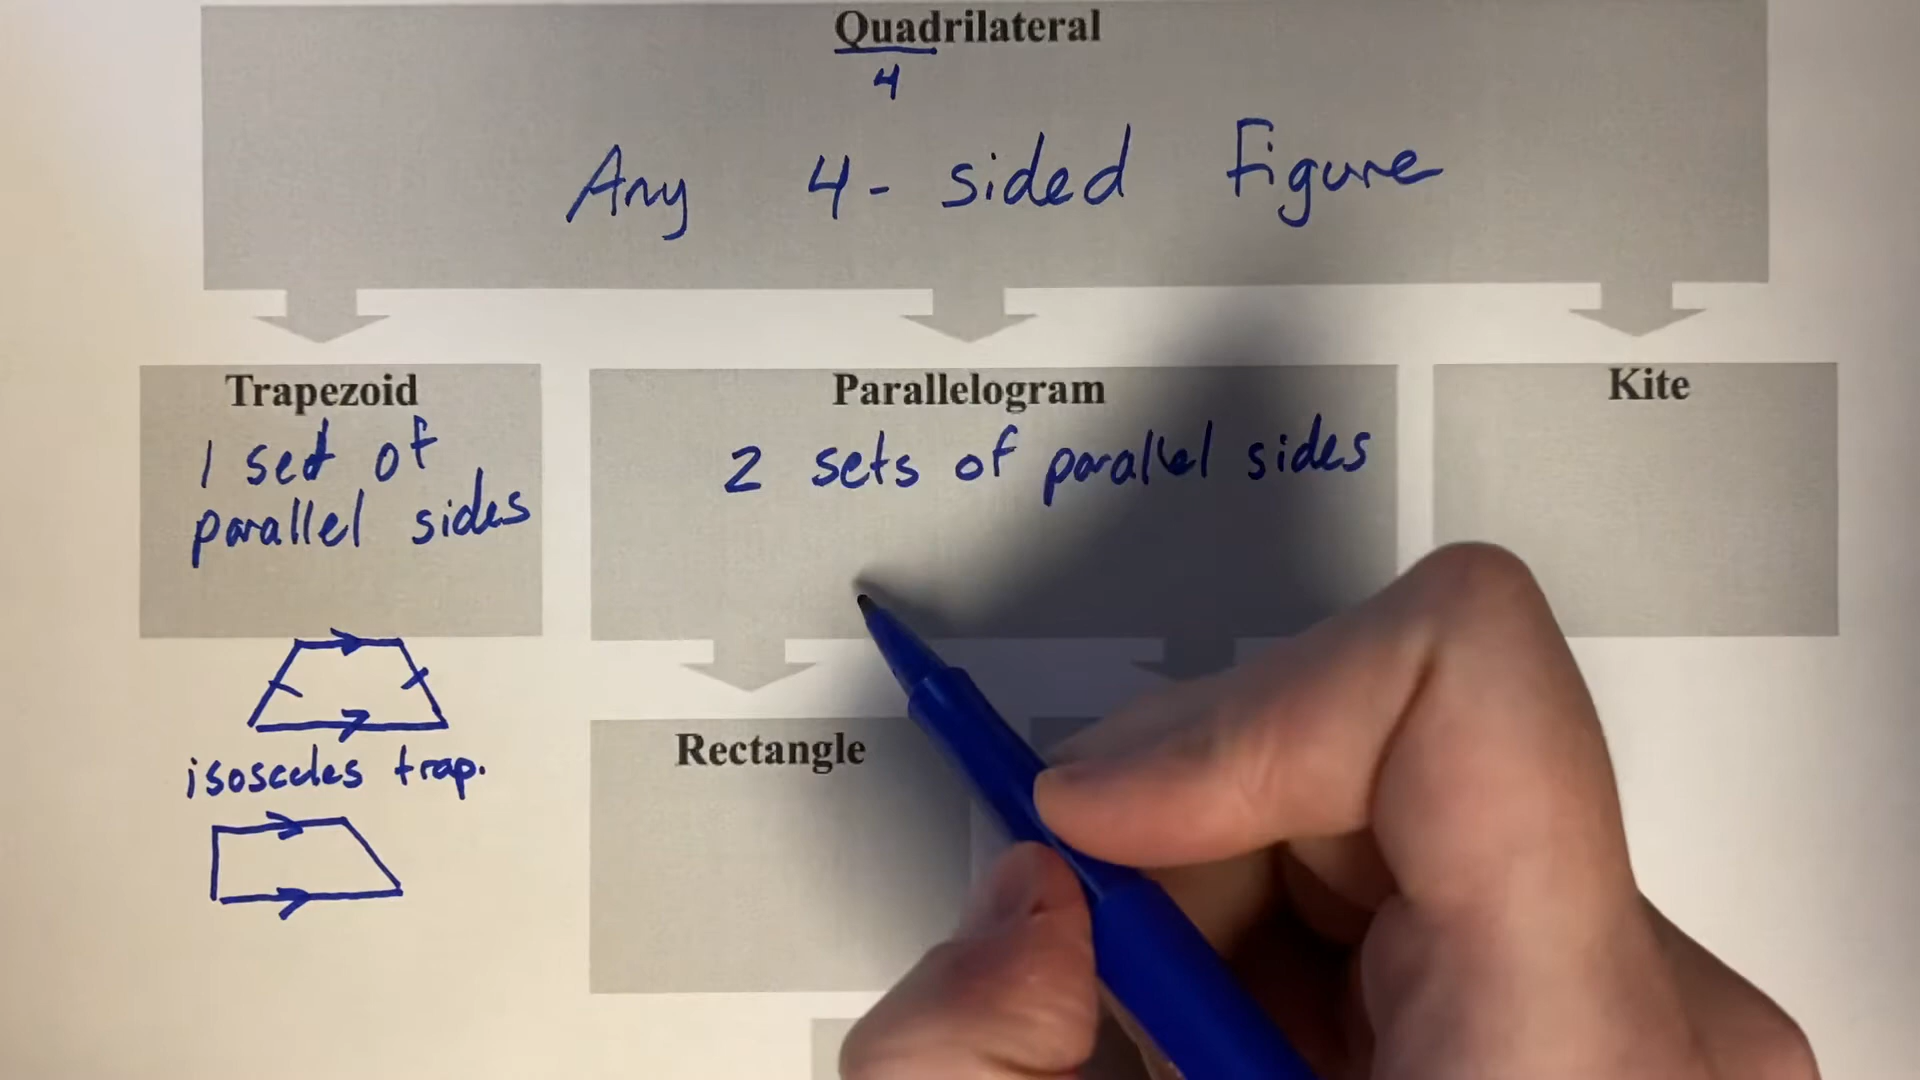 Quadrilateral
4
Any 4- sided figure
Trapezoid
1 set of
parallel sides
Parallelogram
2 sets of parallel sides
Kite
isosceles trap.
Rectangle